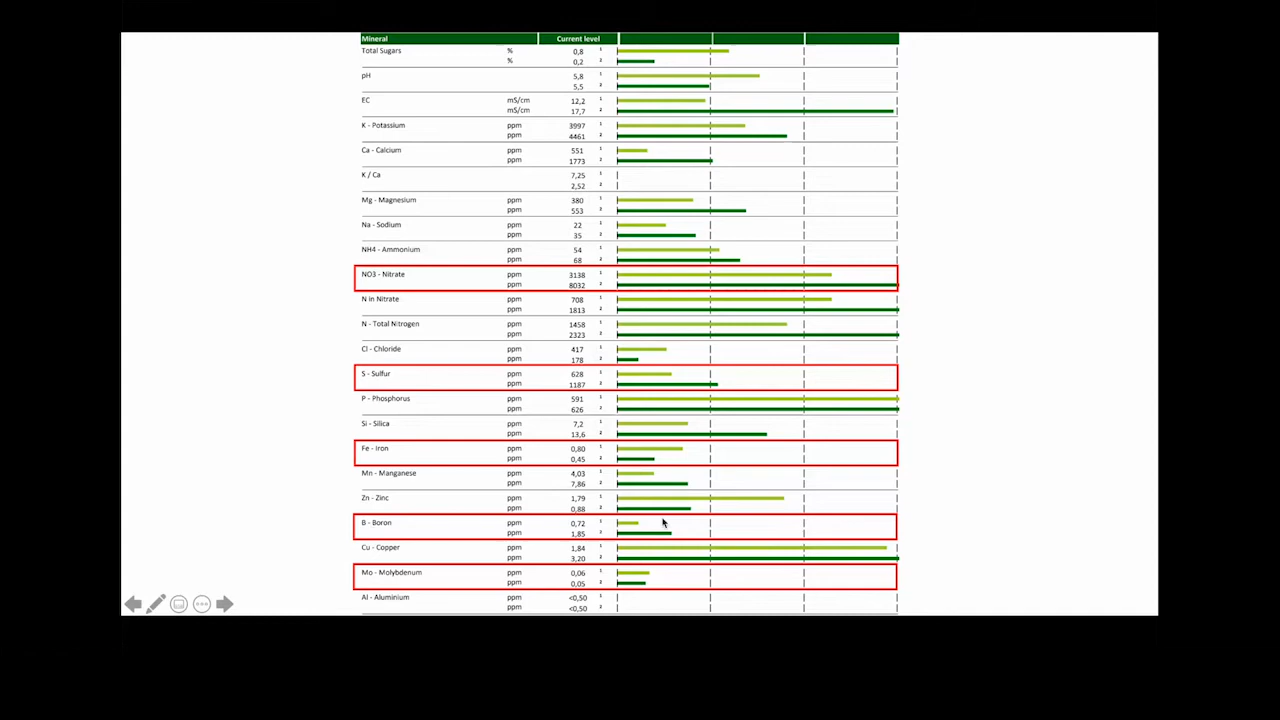 Mineral Current level
Total Sugars % 0,8 1
% 0,2 2
pH 5,8 1
5,5 2
EC mS/cm 12,2 1
mS/cm 17,7 2
K - Potassium ppm 3997 1
ppm 4461 2
Ca - Calcium ppm 551 1
ppm 1773 2
K / Ca 7,25 1
2,52 2
Mg - Magnesium ppm 380 1
ppm 553 2
Na - Sodium ppm 22 1
ppm 35 2
NH4 - Ammonium ppm 54 1
ppm 68 2
NO3 - Nitrate ppm 3138 1
ppm 8032 2
N in Nitrate ppm 708 1
ppm 1813 2
N - Total Nitrogen ppm 1458 1
ppm 2323 2
Cl - Chloride ppm 417 1
ppm 178 2
S - Sulfur ppm 628 1
ppm 1187 2
P - Phosphorus ppm 591 1
ppm 626 2
Si - Silica ppm 7,2 1
ppm 13,6 2
Fe - Iron ppm 0,80 1
ppm 0,45 2
Mn - Manganese ppm 4,03 1
ppm 7,86 2
Zn - Zinc ppm 1,79 1
ppm 0,88 2
B - Boron ppm 0,72 1
ppm 1,85 2
Cu - Copper ppm 1,84 1
ppm 3,20 2
Mo - Molybdenum ppm 0,06 1
ppm 0,05 2
Al - Aluminium ppm <0,50 1
ppm <0,50 2